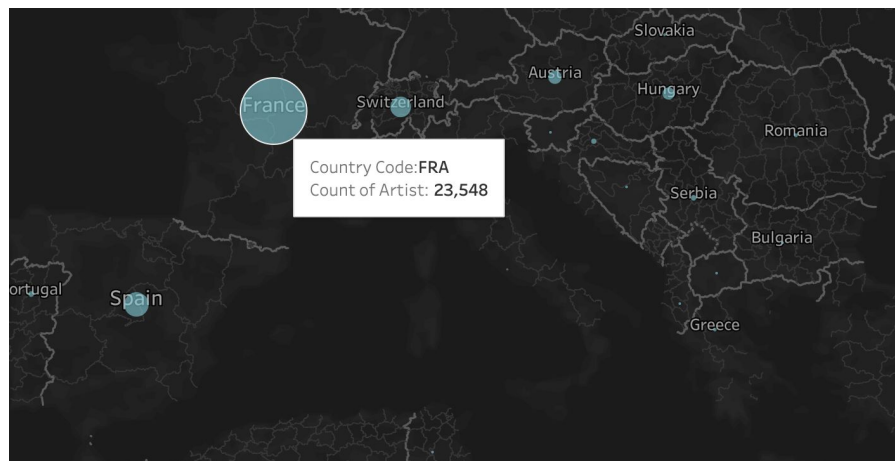 Slovakia
Austria
Hungary
France
Switzerland
Romania
Country Code:FRA
Count of Artist: 23,548
Serbia
Bulgaria
ortugal
Spain
Greece